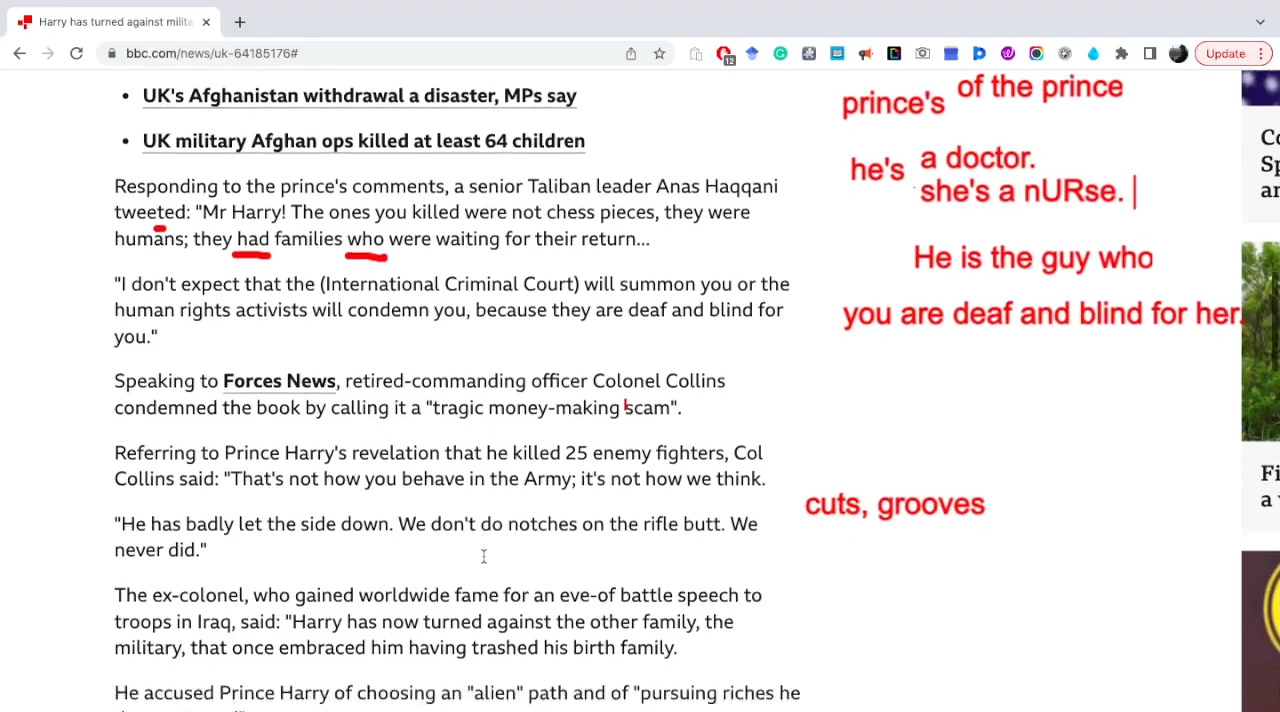 Harry has turned against milita
bbc.com/news/uk-64185176#
12
Update
UK's Afghanistan withdrawal a disaster, MPs say
UK military Afghan ops killed at least 64 children
Responding to the prince's comments, a senior Taliban leader Anas Haqqani
tweeted: "Mr Harry! The ones you killed were not chess pieces, they were
humans; they had families who were waiting for their return...
"I don't expect that the (International Criminal Court) will summon you or the
human rights activists will condemn you, because they are deaf and blind for
you."
Speaking to Forces News, retired-commanding officer Colonel Collins
condemned the book by calling it a "tragic money-making scam".
Referring to Prince Harry's revelation that he killed 25 enemy fighters, Col
Collins said: "That's not how you behave in the Army; it's not how we think.
"He has badly let the side down. We don't do notches on the rifle butt. We
never did."
The ex-colonel, who gained worldwide fame for an eve-of battle speech to
troops in Iraq, said: "Harry has now turned against the other family, the
military, that once embraced him having trashed his birth family.
He accused Prince Harry of choosing an "alien" path and of "pursuing riches he
prince's
of the prince
he's
a doctor.
she's a nURse.
He is the guy who
you are deaf and blind for her.
cuts, grooves